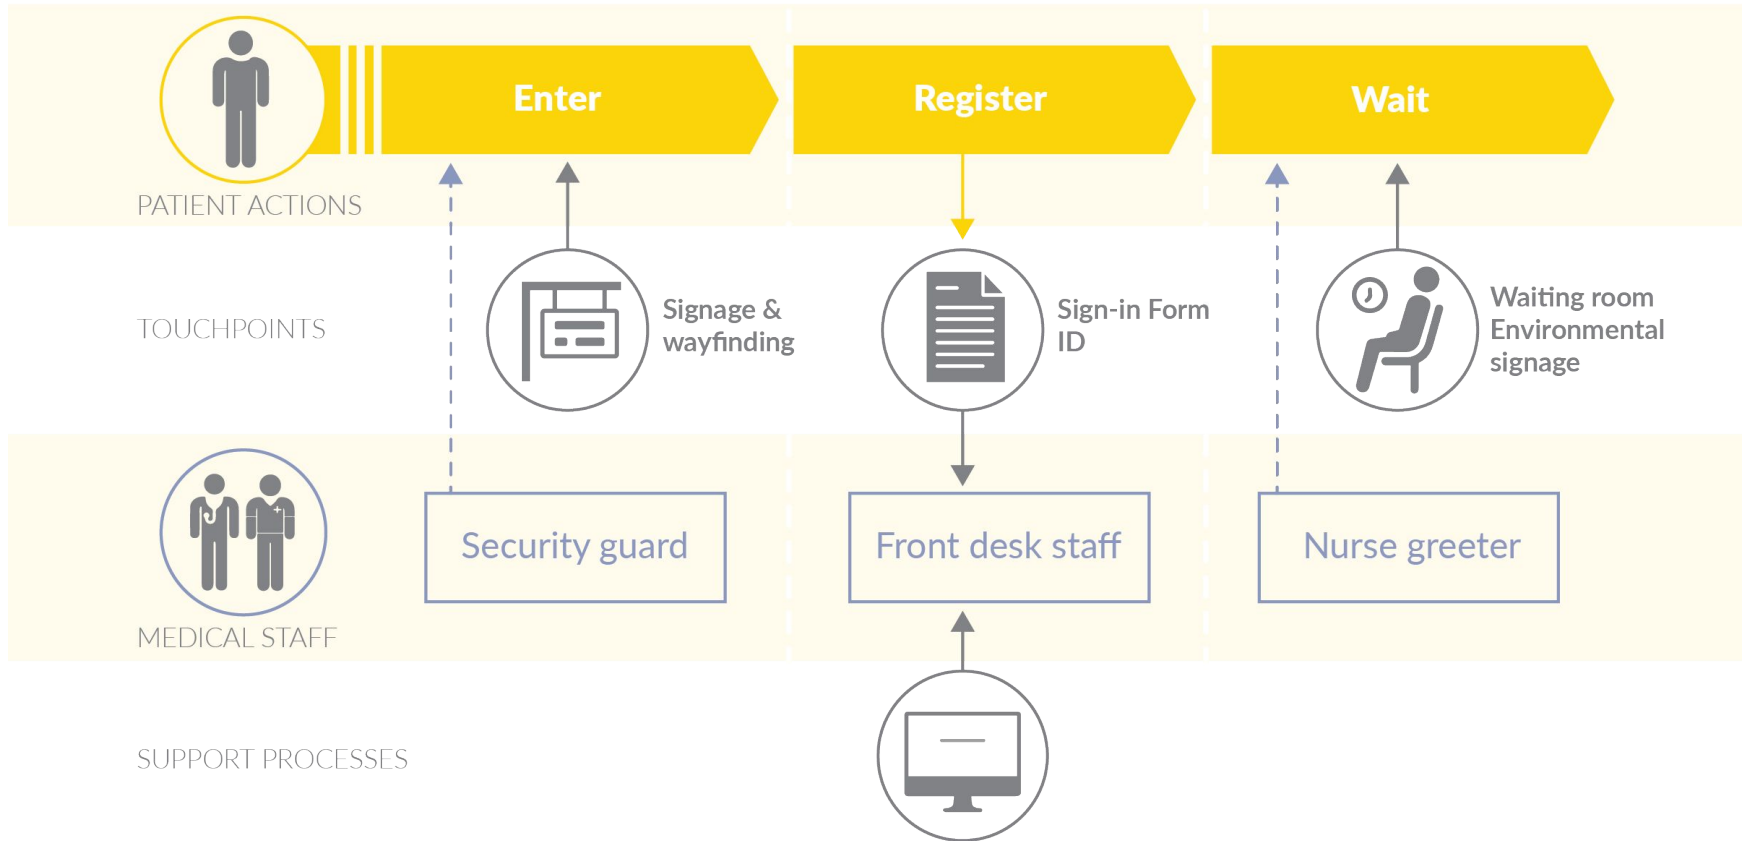 Enter
Register
Wait
PATIENT ACTIONS
TOUCHPOINTS
Signage &
wayfinding
Sign-in Form
ID
Waiting room
Environmental
signage
Security guard
Front desk staff
Nurse greeter
MEDICAL STAFF
SUPPORT PROCESSES